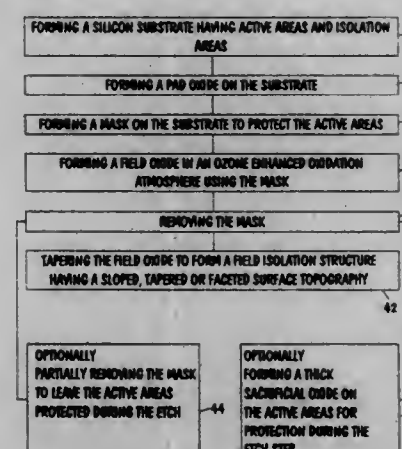 FORMING A SILICON SUBSTRATE HAVING ACTIVE AREAS AND ISOLATION
AREAS
FORMING A PAD OXIDE ON THE SUBSTRATE
FORMING A MASK ON THE SUBSTRATE TO PROTECT THE ACTIVE AREAS
FORMING A FIELD OXIDE IN AN OZONE ENHANCED OXIDATION
ATMOSPHERE USING THE MASK
REMOVING THE MASK
TAPERING THE FIELD OXIDE TO FORM A FIELD ISOLATION STRUCTURE
HAVING A SLOPED, TAPERED OR FACETED SURFACE TOPOGRAPHY
42
OPTIONALLY
PARTIALLY REMOVING THE MASK
TO LEAVE THE ACTIVE AREAS
PROTECTED DURING THE ETCH
44
OPTIONALLY
FORMING A THICK
SACRIFICIAL OXIDE ON
THE ACTIVE AREAS FOR
PROTECTION DURING THE
ETCH STEP